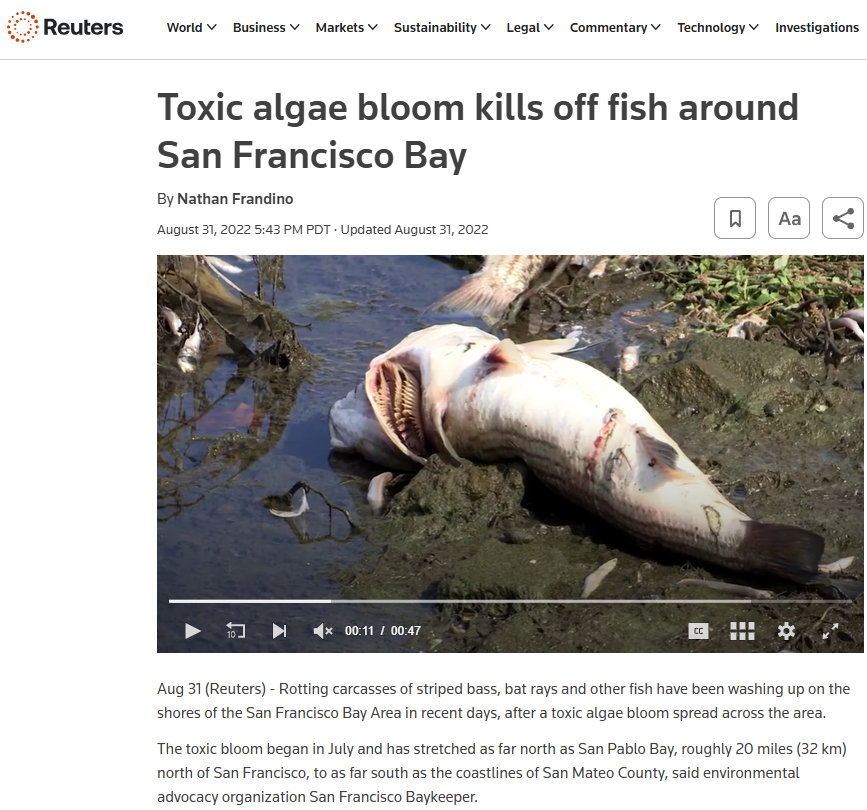 Reuters
World Business Markets Sustainability Legal Commentary Technology Investigations
Toxic algae bloom kills off fish around
San Francisco Bay
By Nathan Frandino
August 31, 2022 5:43 PM PDT · Updated August 31, 2022
Aa
10
00:11 / 00:47
CC
Aug 31 (Reuters) - Rotting carcasses of striped bass, bat rays and other fish have been washing up on the
shores of the San Francisco Bay Area in recent days, after a toxic algae bloom spread across the area.
The toxic bloom began in July and has stretched as far north as San Pablo Bay, roughly 20 miles (32 km)
north of San Francisco, to as far south as the coastlines of San Mateo County, said environmental
advocacy organization San Francisco Baykeeper.